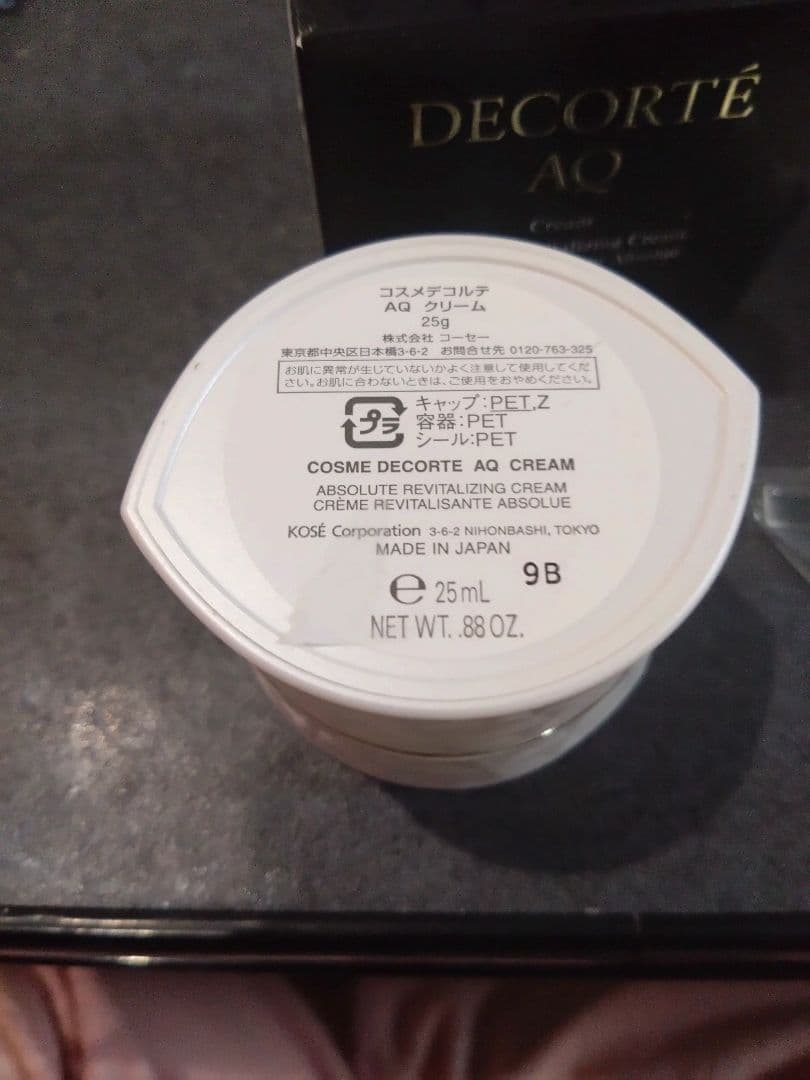 DECORTÉ
AQ
Cream
コスメデコルテ
AQ クリーム
25g
株式会社 コーセー
東京都中央区日本橋3-6-2 お問合せ先 0120-763-325
お肌に異常が生じていないかよく注意して使用してくだ
さい。お肌に合わないときは、ご使用をおやめください。
プラ
キャップ:PET,Z
容器:PET
シール:PET
COSME DECORTE AQ CREAM
ABSOLUTE REVITALIZING CREAM
CRÈME REVITALISANTE ABSOLUE
KOSÉ Corporation 3-6-2 NIHONBASHI, TOKYO
MADE IN JAPAN
℮ 25mL 9B
NET WT. .88 OZ.